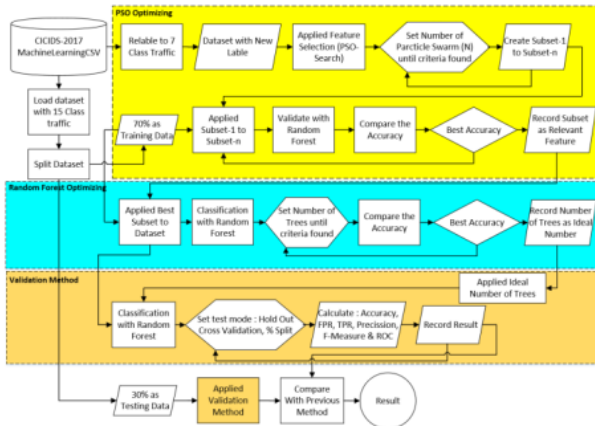 PSO Optimizing
CICIDS-2017
MachineLearningCSV
Relable to 7
Class Traffic
Dataset with New
Lable
Applied Feature
Selection (PSO-
Search)
Set Number of
Parcticle Swarm (N)
until criteria found
Create Subset-1
to Subset-n
Load dataset
with 15 Class
traffic
Split Dataset
70% as
Training Data
Applied
Subset-1 to
Subset-n
Validate with
Random
Forest
Compare the
Accuracy
Best Accuracy
Record Subset
as Relevant
Feature
Random Forest Optimizing
Applied Best
Subset to
Dataset
Classification
with Random
Forest
Set Number of
Trees until
criteria found
Compare the
Accuracy
Best Accuracy
Record Number
of Trees as Ideal
Number
Validation Method
Applied Ideal
Number of Trees
Classification
with Random
Forest
Set test mode : Hold Out
Cross Validation, % Split
Calculate : Accuracy,
FPR, TPR, Precission,
F-Measure & ROC
Record Result
30% as
Testing Data
Applied
Validation
Method
Compare
With Previous
Method
Result